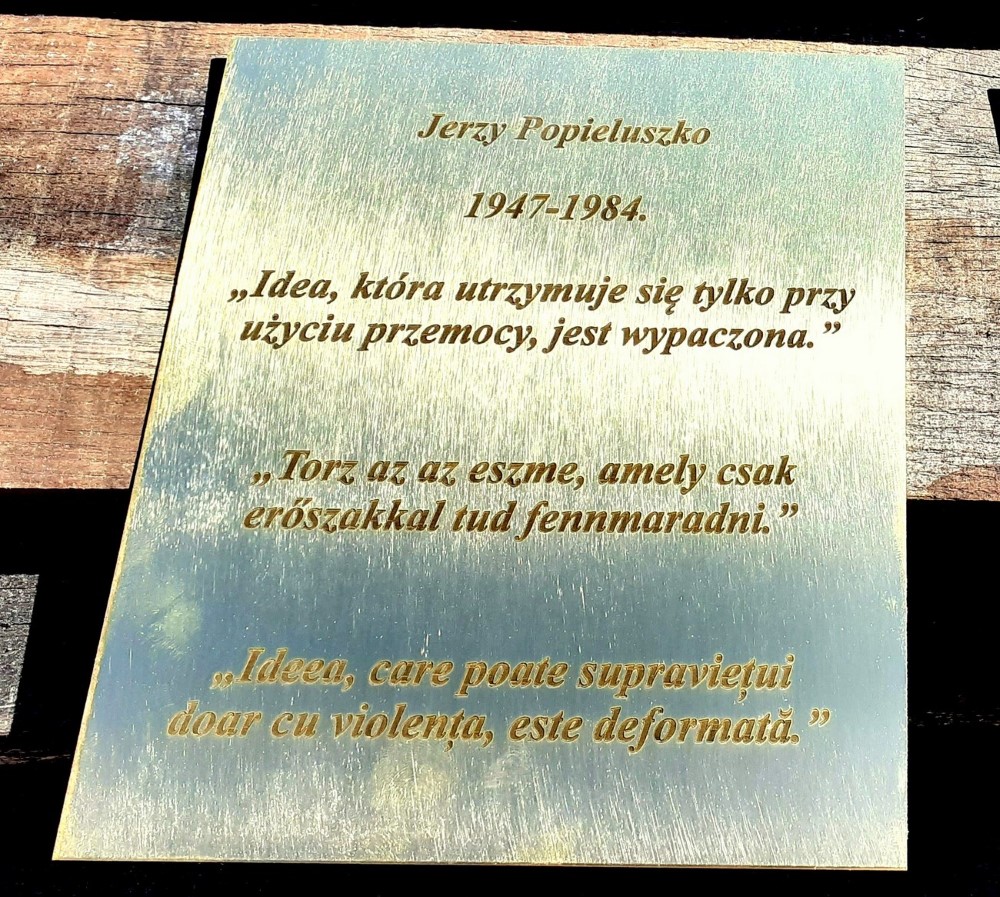 Jerzy Popieluszko
1947-1984.
„Idea, która utrzymuje się tylko przy
użyciu przemocy, jest wypaczona.”
„Torz az az eszme, amely csak
erőszakkal tud fennmaradni.”
„Ideea, care poate supraviețui
doar cu violența, este deformată.”